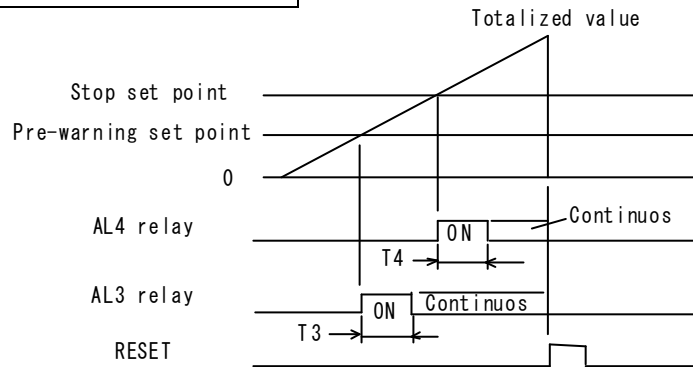 Totalized value
Stop set point
Pre-warning set point
0
AL4 relay
ON
Continuos
T4
AL3 relay
ON
Continuos
T3
RESET